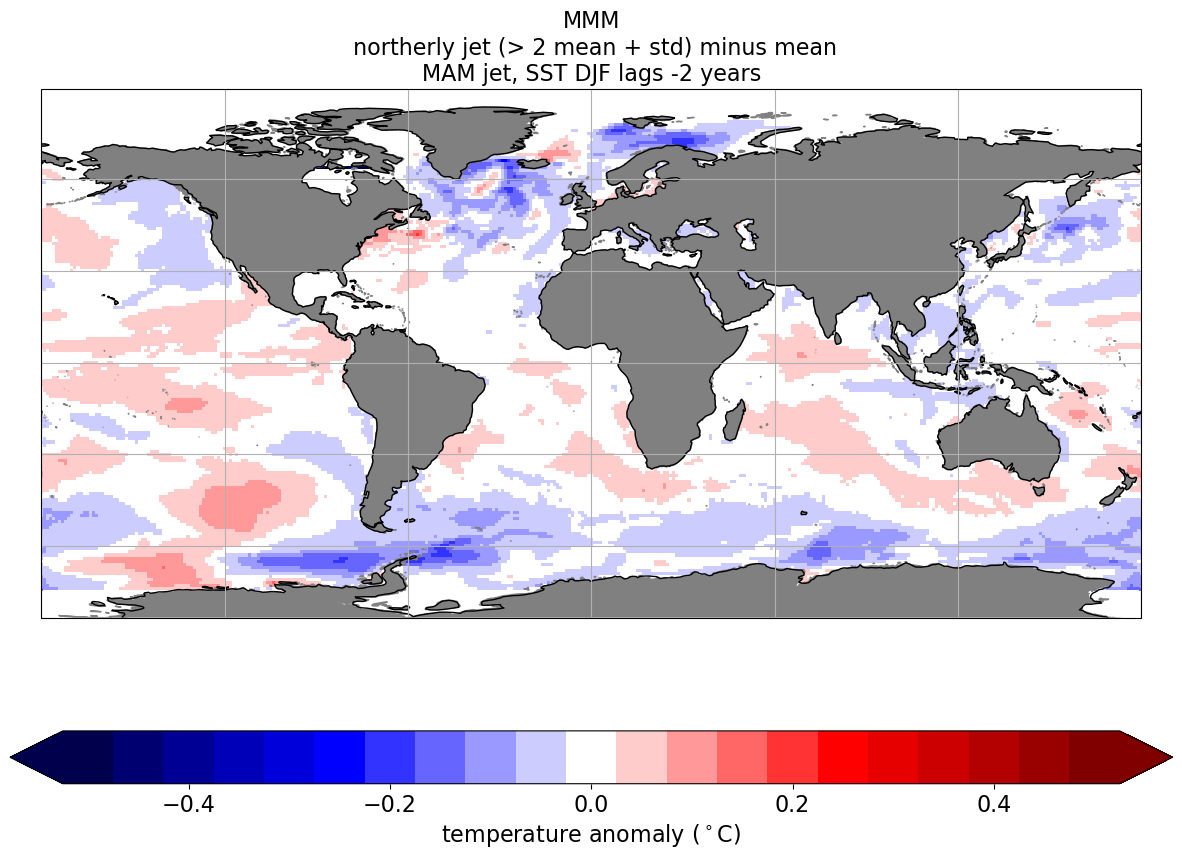 MMM
northerly jet (> 2 mean + std) minus mean
MAM jet, SST DJF lags -2 years
−0.4 −0.2 0.0 0.2 0.4
temperature anomaly (°C)